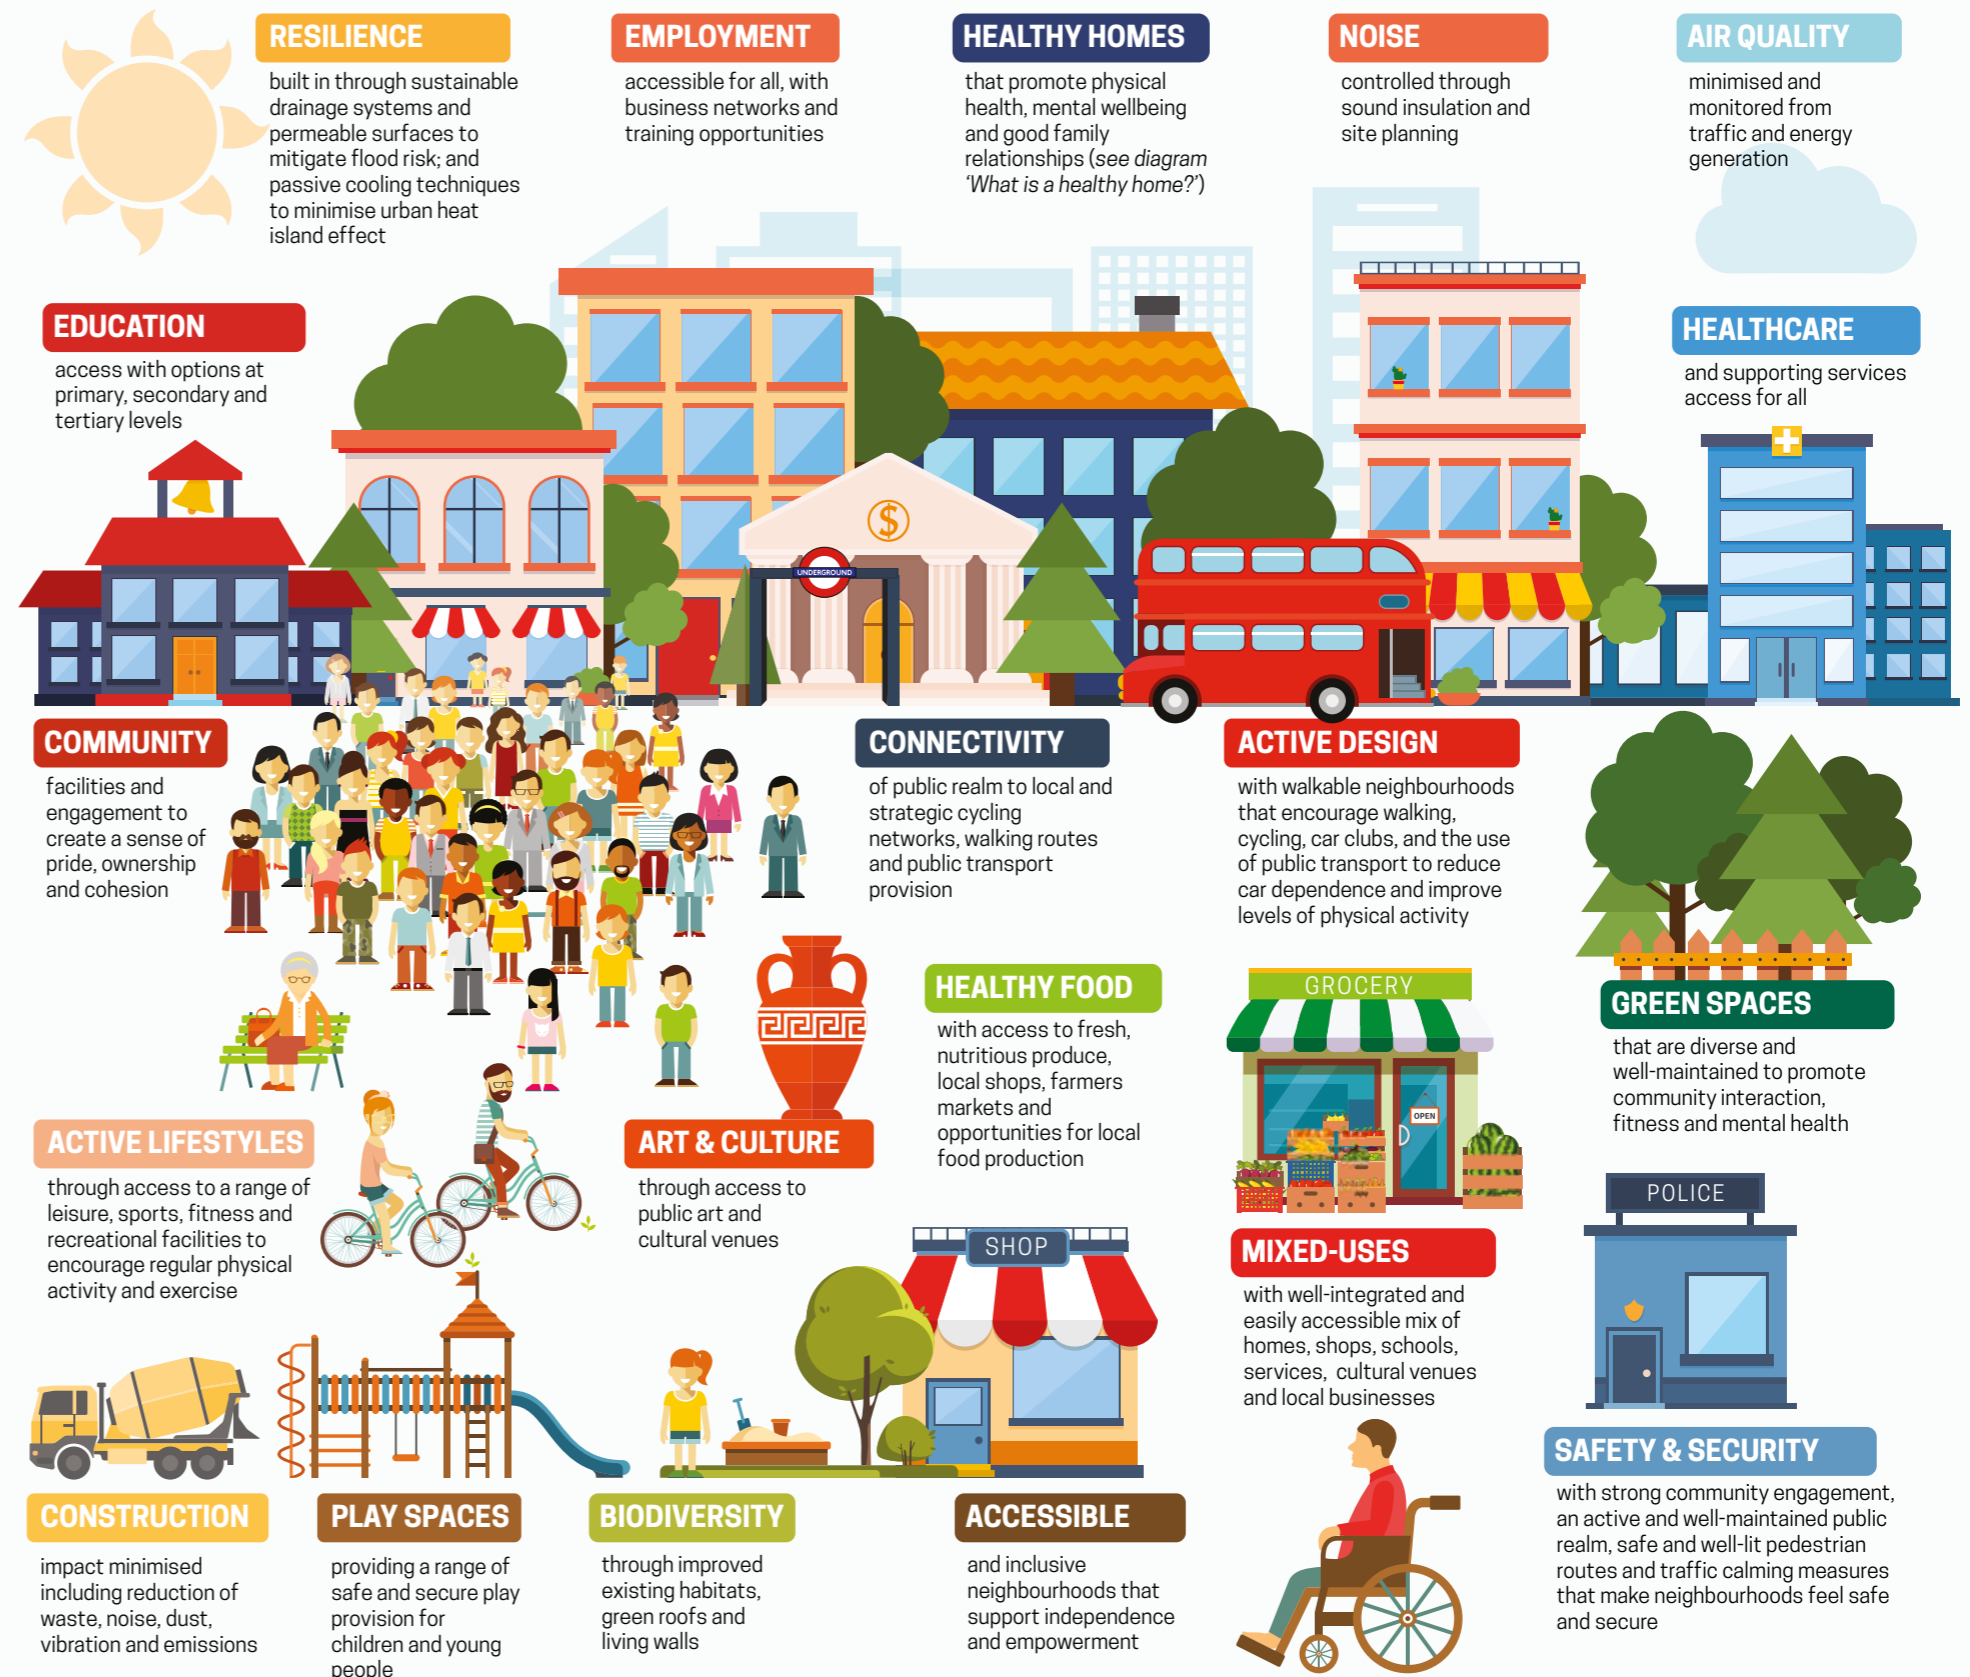 RESILIENCE
built in through sustainable
drainage systems and
permeable surfaces to
mitigate flood risk; and
passive cooling techniques
to minimise urban heat
island effect
EMPLOYMENT
accessible for all, with
business networks and
training opportunities
HEALTHY HOMES
that promote physical
health, mental wellbeing
and good family
relationships (see diagram
‘What is a healthy home?’)
NOISE
controlled through
sound insulation and
site planning
AIR QUALITY
minimised and
monitored from
traffic and energy
generation
EDUCATION
access with options at
primary, secondary and
tertiary levels
HEALTHCARE
and supporting services
access for all
$
UNDERGROUND
COMMUNITY
facilities and
engagement to
create a sense of
pride, ownership
and cohesion
CONNECTIVITY
of public realm to local and
strategic cycling
networks, walking routes
and public transport
provision
ACTIVE DESIGN
with walkable neighbourhoods
that encourage walking,
cycling, car clubs, and the use
of public transport to reduce
car dependence and improve
levels of physical activity
HEALTHY FOOD
with access to fresh,
nutritious produce,
local shops, farmers
markets and
opportunities for local
food production
GROCERY
OPEN
GREEN SPACES
that are diverse and
well-maintained to promote
community interaction,
fitness and mental health
ACTIVE LIFESTYLES
through access to a range of
leisure, sports, fitness and
recreational facilities to
encourage regular physical
activity and exercise
ART & CULTURE
through access to
public art and
cultural venues
SHOP
MIXED-USES
with well-integrated and
easily accessible mix of
homes, shops, schools,
services, cultural venues
and local businesses
POLICE
SAFETY & SECURITY
with strong community engagement,
an active and well-maintained public
realm, safe and well-lit pedestrian
routes and traffic calming measures
that make neighbourhoods feel safe
and secure
CONSTRUCTION
impact minimised
including reduction of
waste, noise, dust,
vibration and emissions
PLAY SPACES
providing a range of
safe and secure play
provision for
children and young
people
BIODIVERSITY
through improved
existing habitats,
green roofs and
living walls
ACCESSIBLE
and inclusive
neighbourhoods that
support independence
and empowerment